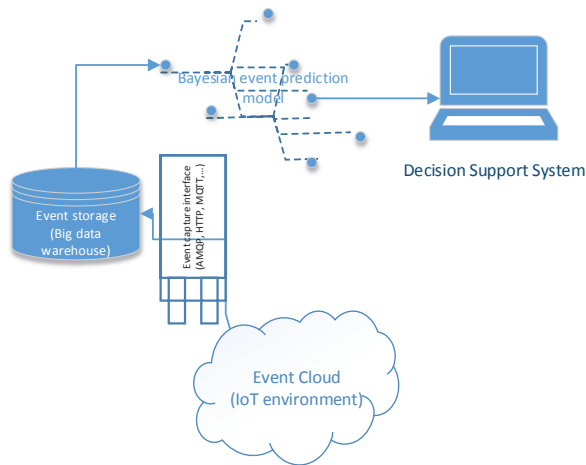 Bayesian event prediction
model
Decision Support System
Event storage
(Big data
warehouse)
Event capture interface
(AMQP, HTTP, MQTT,...)
Event Cloud
(IoT environment)